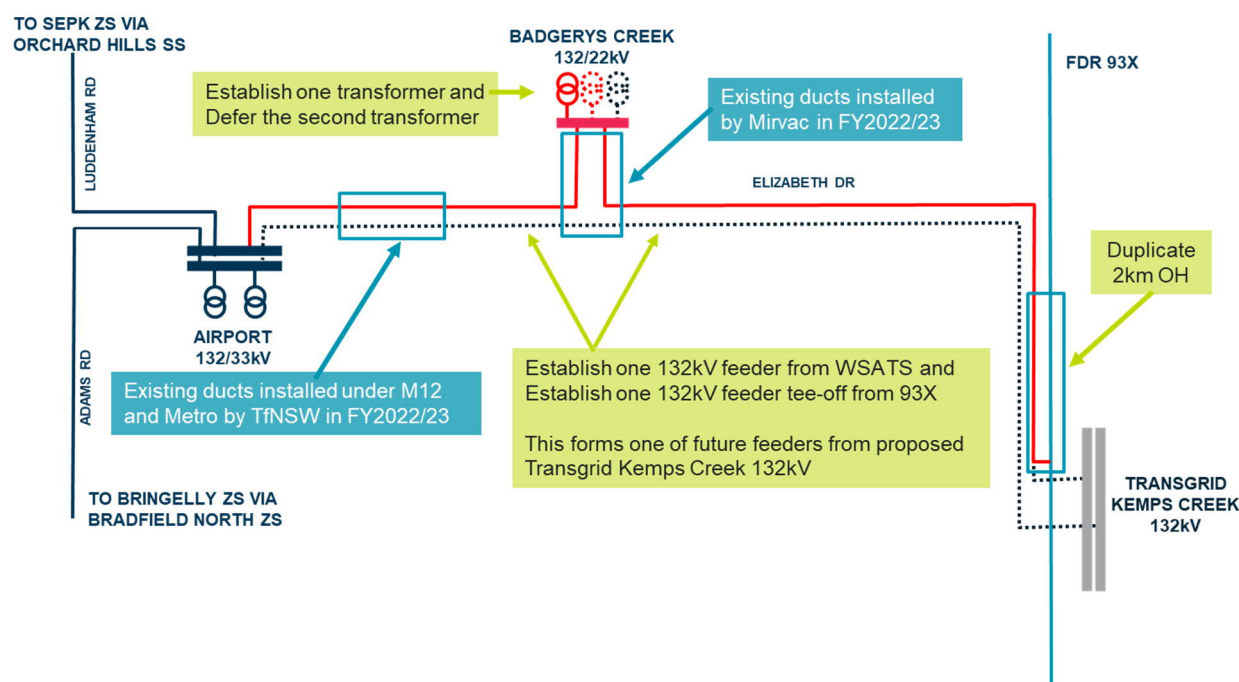 TO SEPK ZS VIA
ORCHARD HILLS SS
BADGERYS CREEK
132/22kV
FDR 93X
Establish one transformer and
Defer the second transformer
Existing ducts installed
by Mirvac in FY2022/23
LUDDENHAM RD
ELIZABETH DR
Duplicate
2km OH
AIRPORT
132/33kV
ADAMS RD
Existing ducts installed under M12
and Metro by TfNSW in FY2022/23
Establish one 132kV feeder from WSATS and
Establish one 132kV feeder tee-off from 93X
This forms one of future feeders from proposed
Transgrid Kemps Creek 132kV
TO BRINGELLY ZS VIA
BRADFIELD NORTH ZS
TRANSGRID
KEMPS CREEK
132kV